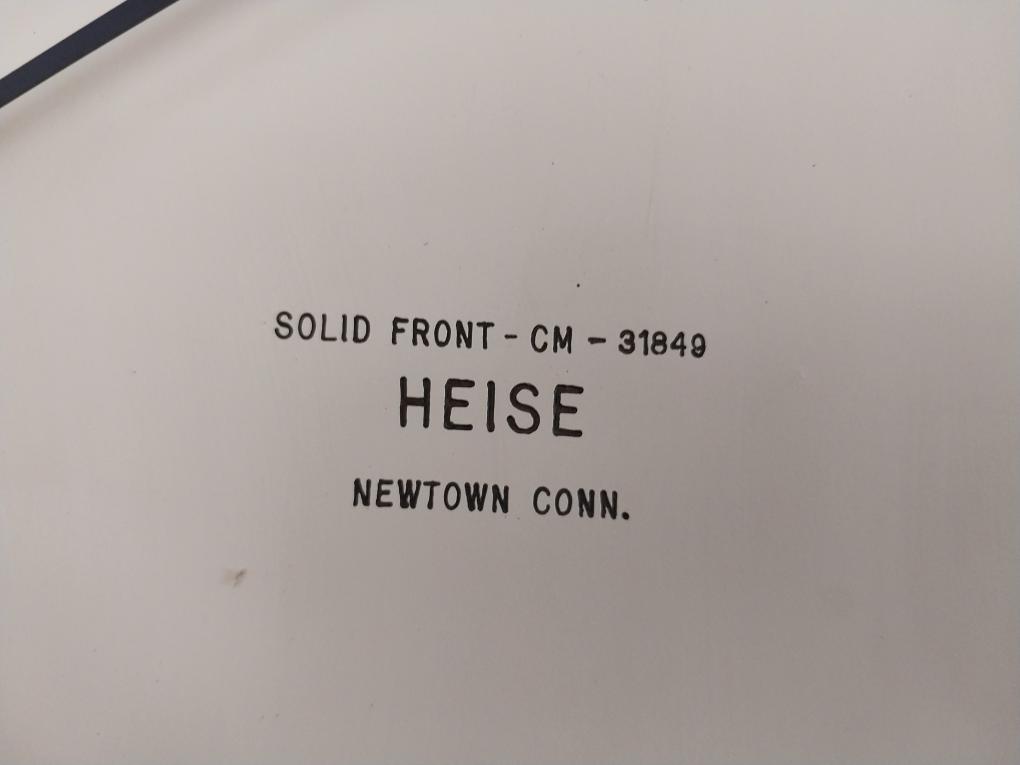 SOLID FRONT - CM - 31849
HEISE
NEWTOWN CONN.